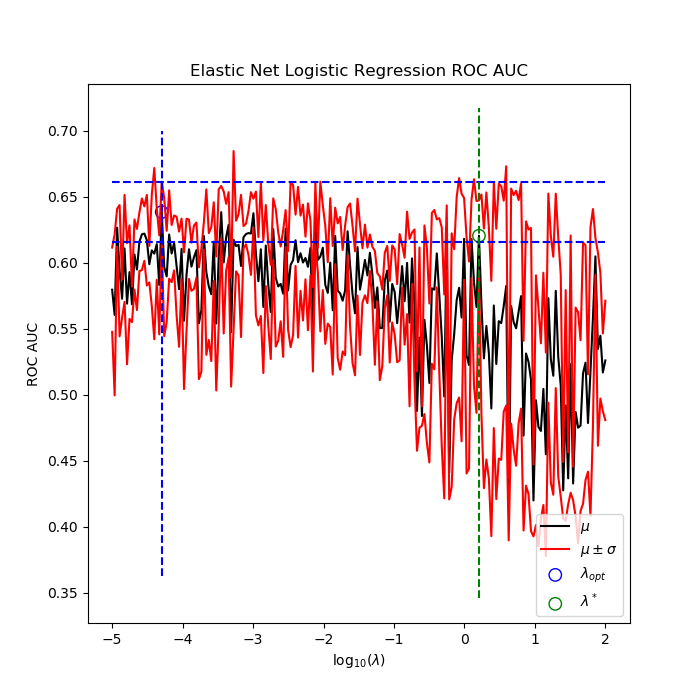 Elastic Net Logistic Regression ROC AUC
ROC AUC
0.70
0.65
0.60
0.55
0.50
0.45
0.40
0.35
−5
−4
−3
−2
−1
0
1
2
log₁₀(λ)
μ
μ ± σ
λₒₚₜ
λ*